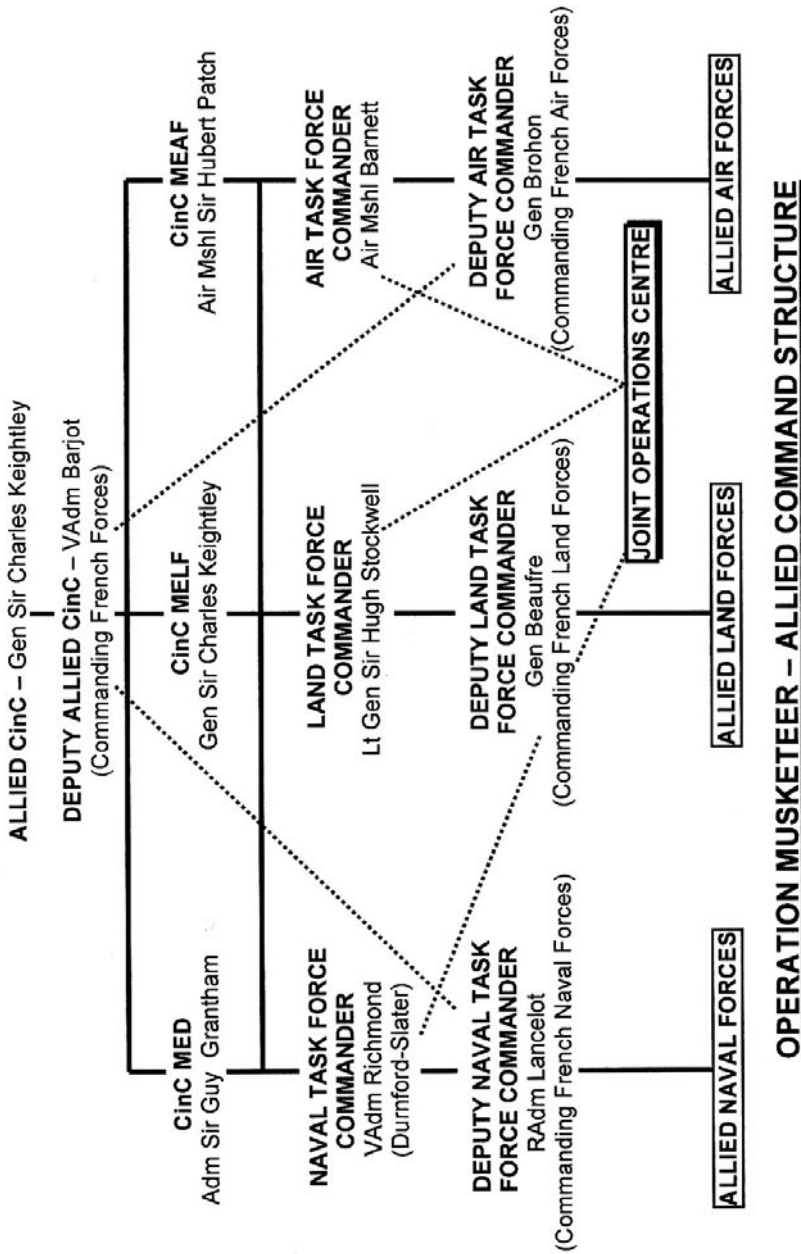 ALLIED CinC – Gen Sir Charles Keightley
DEPUTY ALLIED CinC – VAdm Barjot
(Commanding French Forces)
CinC MED
Adm Sir Guy Grantham
CinC MELF
Gen Sir Charles Keightley
CinC MEAF
Air Mshl Sir Hubert Patch
NAVAL TASK FORCE
COMMANDER
VAdm Richmond
(Durnford-Slater)
LAND TASK FORCE
COMMANDER
Lt Gen Sir Hugh Stockwell
AIR TASK FORCE
COMMANDER
Air Mshl Barnett
DEPUTY NAVAL TASK
FORCE COMMANDER
RAdm Lancelot
(Commanding French Naval Forces)
DEPUTY LAND TASK
FORCE COMMANDER
Gen Beaufre
(Commanding French Land Forces)
DEPUTY AIR TASK
FORCE COMMANDER
Gen Brohon
(Commanding French Air Forces)
JOINT OPERATIONS CENTRE
ALLIED NAVAL FORCES
ALLIED LAND FORCES
ALLIED AIR FORCES
OPERATION MUSKETEER – ALLIED COMMAND STRUCTURE